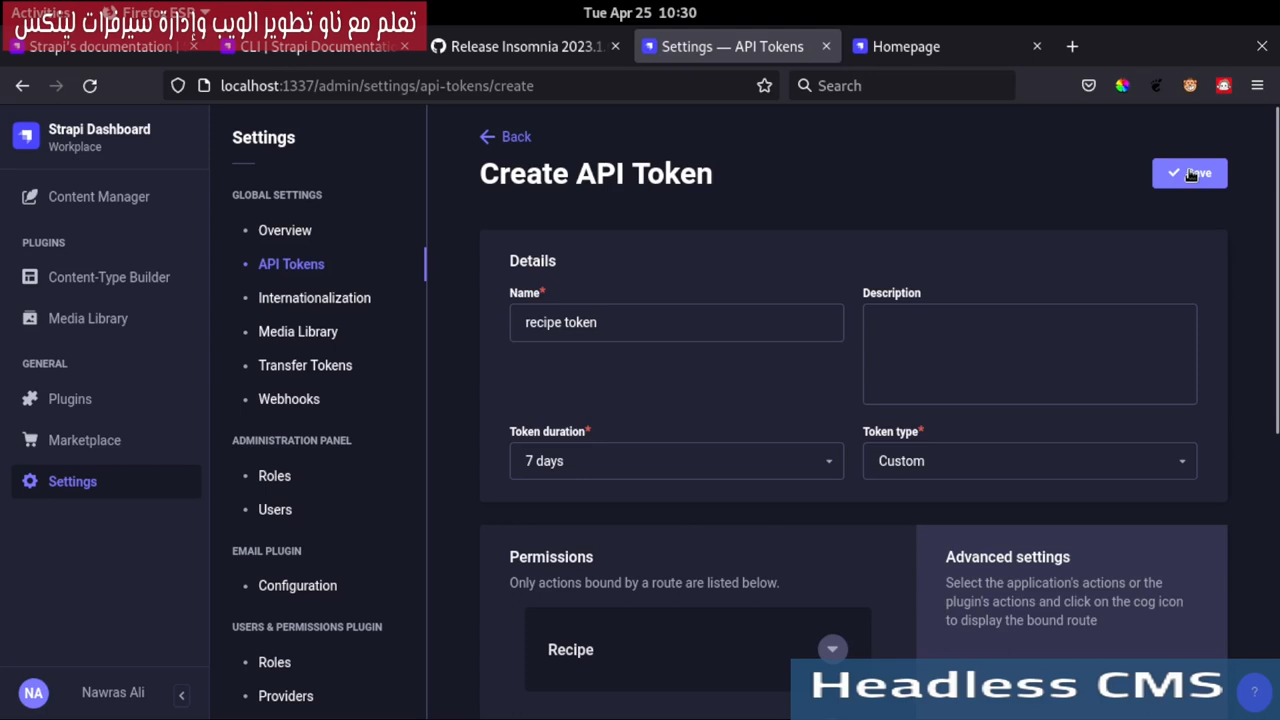 Activities
Firefox ESR
Tue Apr 25 10:30
تعلم مع ناو تطوير الويب وإدارة سيرفرات لينكس
Strapi's documentation
CLI | Strapi Documentatio
Release Insomnia 2023.1.
Settings — API Tokens
Homepage
localhost:1337/admin/settings/api-tokens/create
Search
Strapi Dashboard
Workplace
Content Manager
PLUGINS
Content-Type Builder
Media Library
GENERAL
Plugins
Marketplace
Settings
NA
Nawras Ali
Settings
GLOBAL SETTINGS
Overview
API Tokens
Internationalization
Media Library
Transfer Tokens
Webhooks
ADMINISTRATION PANEL
Roles
Users
EMAIL PLUGIN
Configuration
USERS & PERMISSIONS PLUGIN
Roles
Providers
Back
Create API Token
Save
Details
Name*
recipe token
Description
Token duration*
7 days
Token type*
Custom
Permissions
Only actions bound by a route are listed below.
Recipe
Advanced settings
Select the application's actions or the
plugin's actions and click on the cog icon
to display the bound route
Headless CMS
?